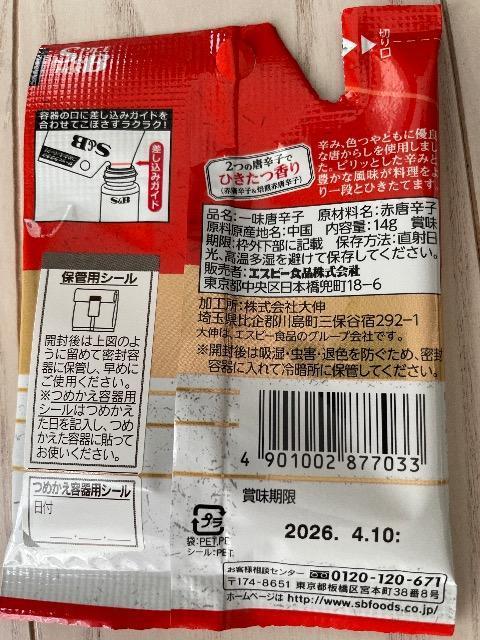 S&B
切り口
容器の口に差し込みガイドを
合わせてこぼさずラクラク!
S&B
S&B
差し込みガイド
2つの唐辛子で
ひきたつ香り
(赤唐辛子&焙煎赤唐辛子)
辛み、色つやともに優良
な唐がらしを使用しまし
た。ピリッとした辛みと
豊かな風味が料理をよ
り一段とひきたてます。
品名:一味唐辛子 原材料名:赤唐辛子
原料原産地名:中国 内容量:14g 賞味
期限:枠外下部に記載 保存方法:直射日
光、高温多湿を避けて保存してください。
販売者:エスビー食品株式会社
東京都中央区日本橋兜町18-6
加工所:株式会社大伸
埼玉県比企郡川島町三保谷宿292-1
大伸は、エスビー食品のグループ会社です。
※開封後は吸湿・虫害・退色を防ぐため、密封
容器に入れて冷暗所に保管してください。
保管用シール
開封後は上図のよ
うに留めて密封容
器に保管し、早めに
ご使用ください。
※つめかえ容器用
シールはつめかえ
た日を記入し、つめ
かえた容器に貼って
お使いください。
つめかえ容器用シール
日付
4 901002 877033
賞味期限
2026. 4.10:
プラ
袋:PET,PE
シール:PET
お客様相談センター 0120-120-671
〒174-8651 東京都板橋区宮本町38番8号
ホームページは http://www.sbfoods.co.jp